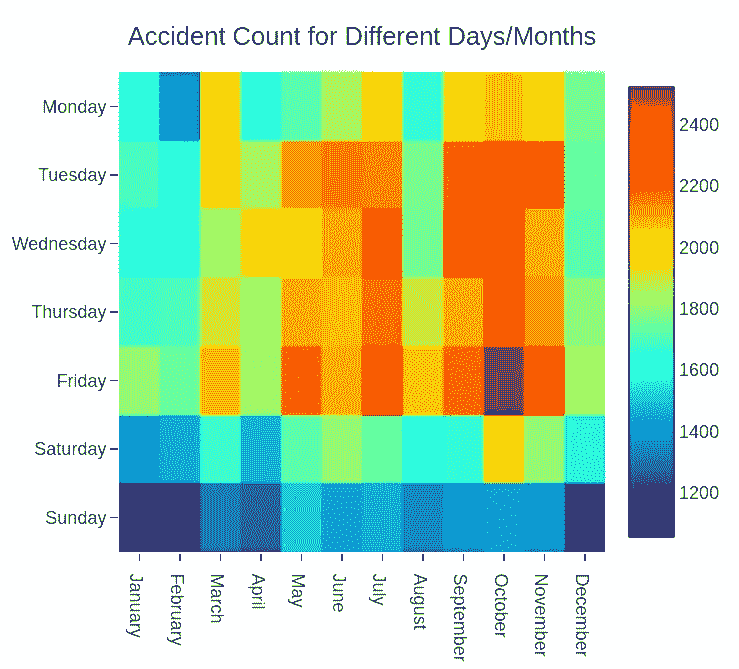 Accident Count for Different Days/Months
Monday
Tuesday
Wednesday
Thursday
Friday
Saturday
Sunday
2400
2200
2000
1800
1600
1400
1200
January
February
March
April
May
June
July
August
September
October
November
December